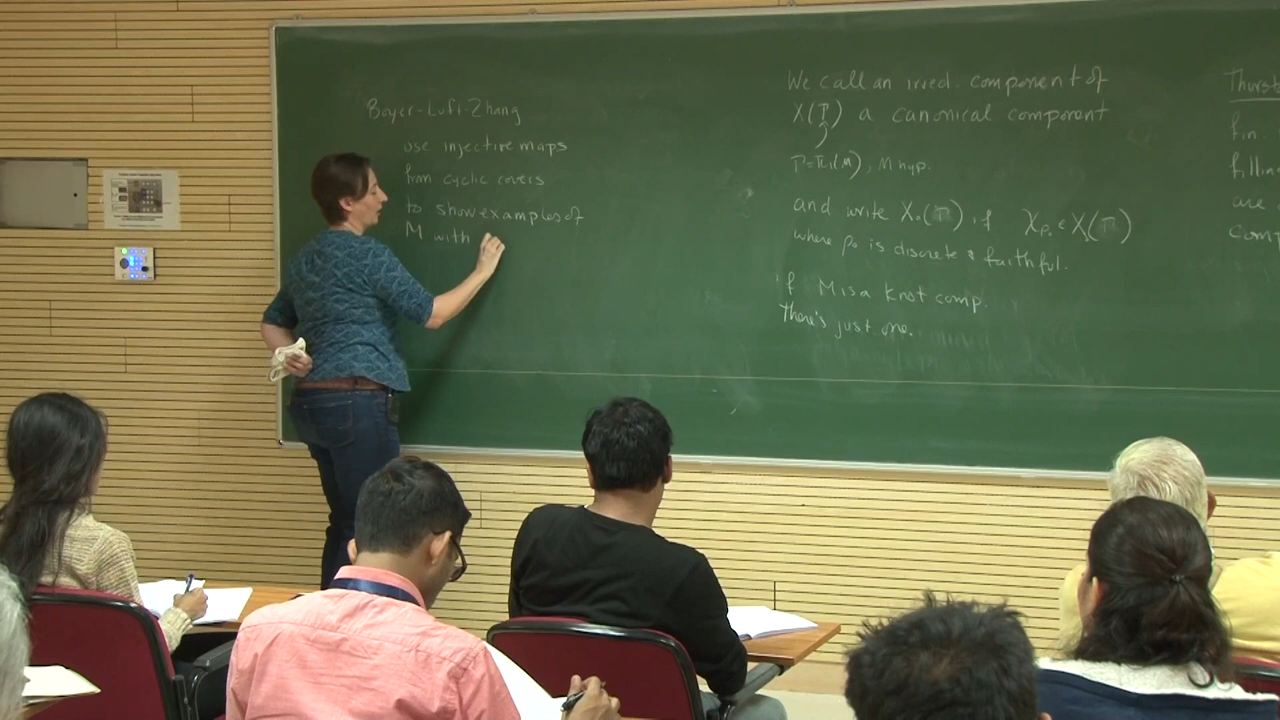 Boyer-Luft-Zhang
use injective maps
from cyclic covers
to show examples of
M with
We call an irred. component of
X(Γ) a canonical component
Γ=π₁(M), M hyp.
and write X₀(Γ) if χρ₀ ∈ X(Γ)
where ρ₀ is discrete & faithful.
if M is a knot comp.
there's just one.
Thurst
fin.
filling
are
comp